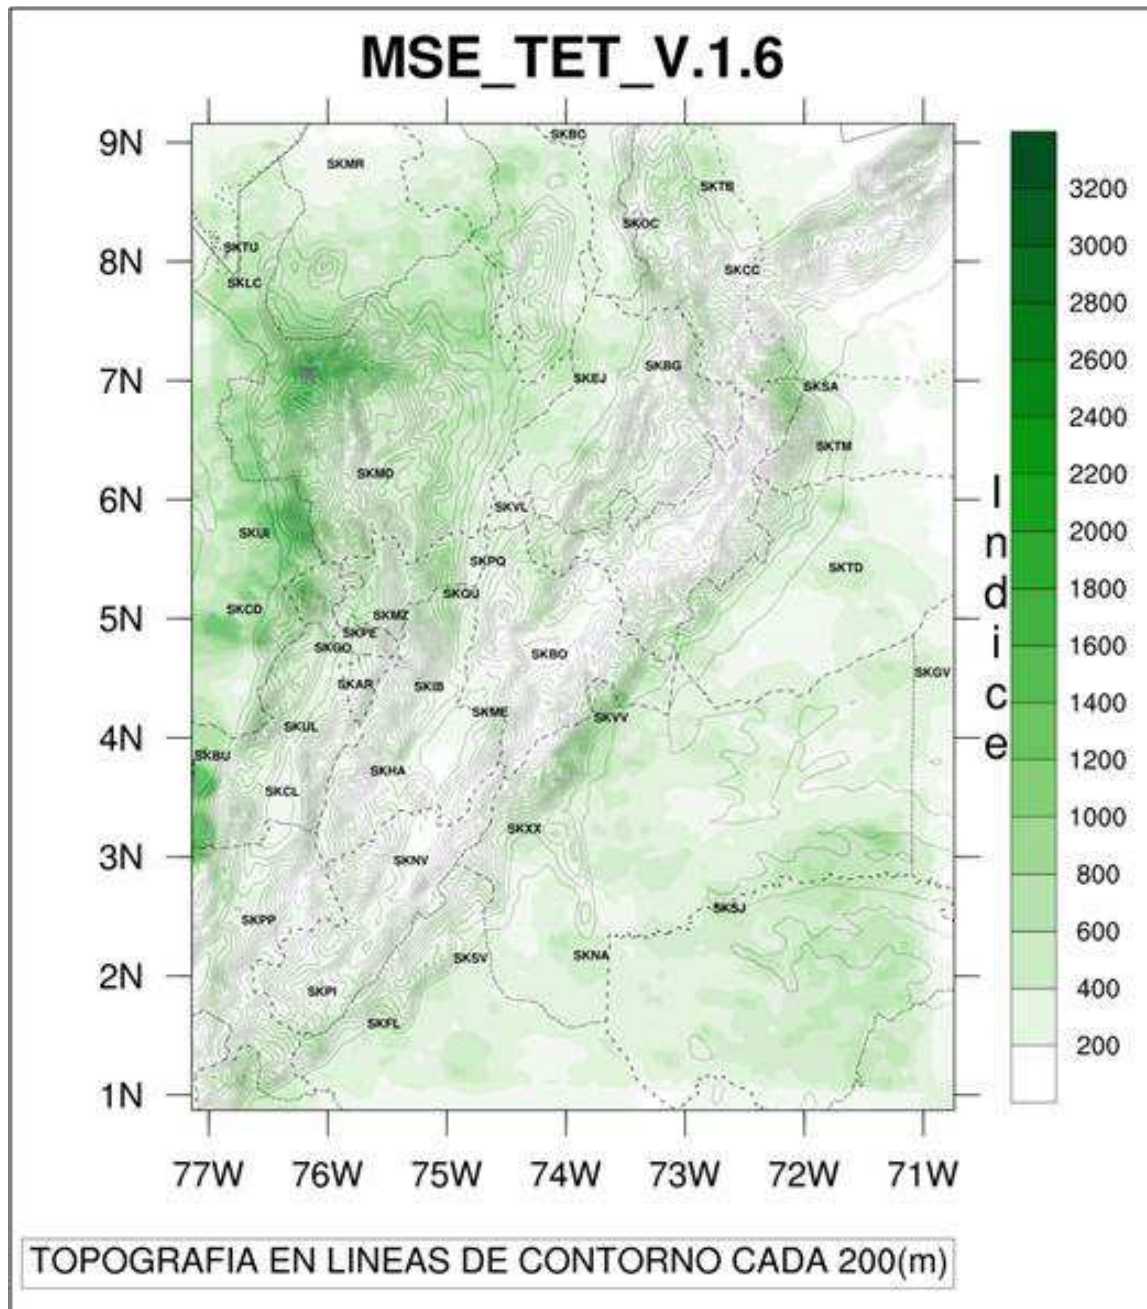 MSE_TET_V.1.6
9N
8N
7N
6N
5N
4N
3N
2N
1N
SKBC
SKMR
SKTB
SKOC
SKTU
SKCC
SKLC
SKBG
SKEJ
SKSA
SKTM
SKMD
SKVL
SKUI
SKPQ
SKTD
SKQU
SKCD
SKMZ
SKPE
SKGO
SKBO
SKAR
SKIB
SKGV
SKME
SKVV
SKUL
SKBU
SKHA
SKCL
SKXX
SKNV
SKSJ
SKPP
SKSV
SKNA
SKPI
SKFL
77W 76W 75W 74W 73W 72W 71W
3200
3000
2800
2600
2400
2200
2000
1800
1600
1400
1200
1000
800
600
400
200
Indice
TOPOGRAFIA EN LINEAS DE CONTORNO CADA 200(m)